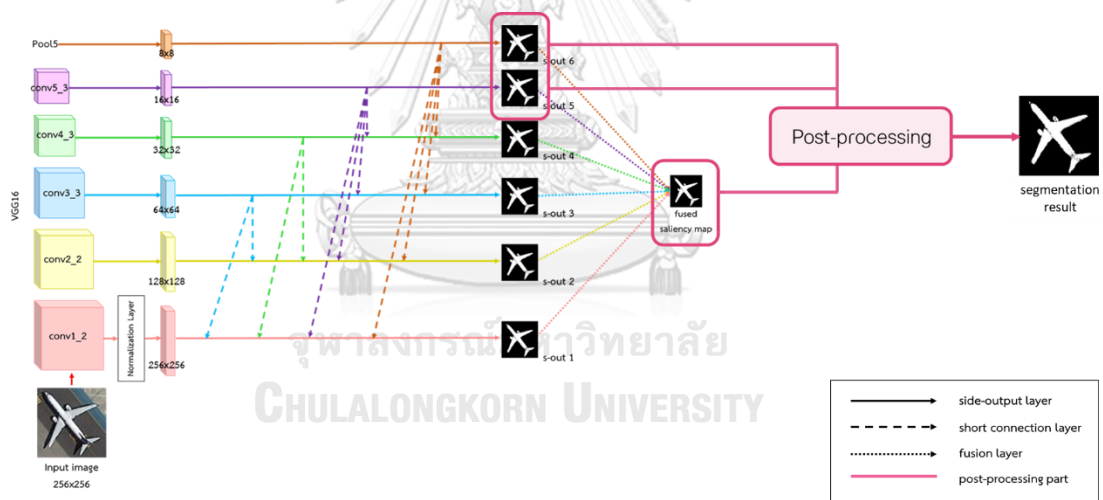 Pool5
8x8
s-out 6
conv5_3
16x16
s-out 5
conv4_3
32x32
s-out 4
Post-processing
segmentation
result
VGG16
conv3_3
64x64
s-out 3
fused
saliency map
conv2_2
128x128
s-out 2
conv1_2
Normalization Layer
256x256
s-out 1
จุฬาลงกรณ์มหาวิทยาลัย
CHULALONGKORN UNIVERSITY
Input image
256x256
side-output layer
short connection layer
fusion layer
post-processing part